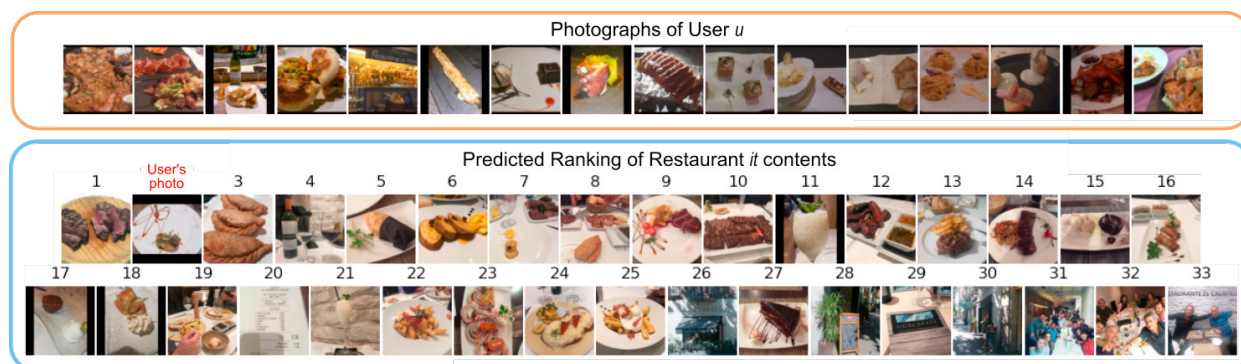 Photographs of User u
Predicted Ranking of Restaurant it contents
1 User's photo 3 4 5 6 7 8 9 10 11 12 13 14 15 16
17 18 19 20 21 22 23 24 25 26 27 28 29 30 31 32 33